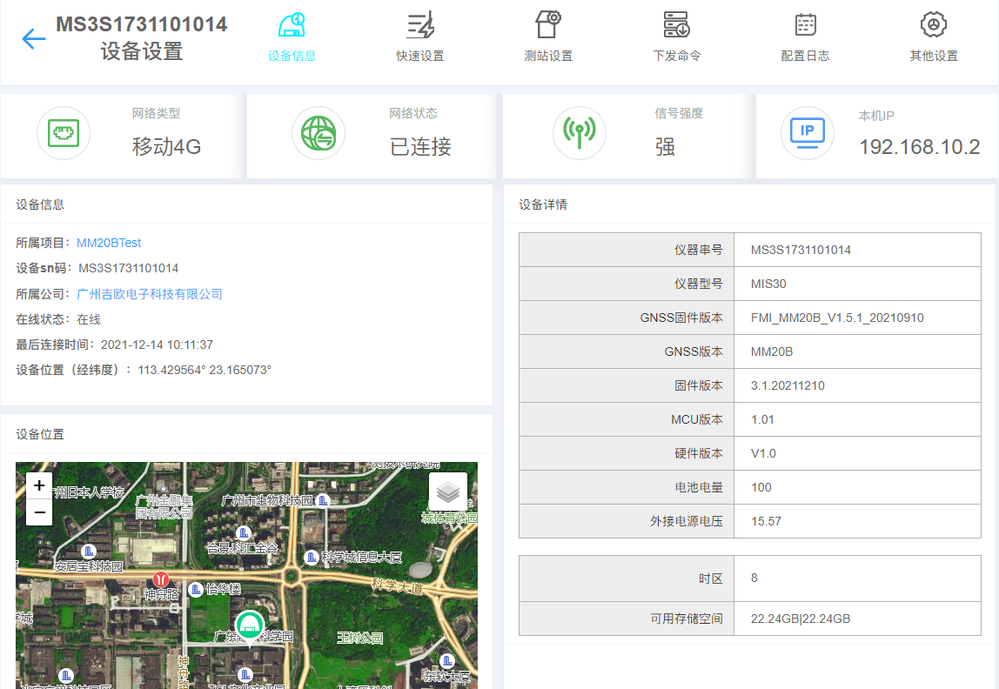 MS3S1731101014
设备设置
设备信息
快速设置
测站设置
下发命令
配置日志
其他设置
网络类型
移动4G
网络状态
已连接
信号强度
强
IP
本机IP
192.168.10.2
设备信息
所属项目：MM20BTest
设备sn码：MS3S1731101014
所属公司：广州吉欧电子科技有限公司
在线状态：在线
最后连接时间：2021-12-14 10:11:37
设备位置（经纬度）：113.429564° 23.165073°
设备位置
+
−
州日本人学校
广州金鹏集
团有限公司
广州市生物科技园
城体育公园
合景科汇金谷
科学城信息大厦
安居宝科技园
神舟路
怡华楼
科学大道
学城
玉树公园
神舟路
东软大厦
设备详情
仪器串号 MS3S1731101014
仪器型号 MIS30
GNSS固件版本 FMI_MM20B_V1.5.1_20210910
GNSS版本 MM20B
固件版本 3.1.20211210
MCU版本 1.01
硬件版本 V1.0
电池电量 100
外接电源电压 15.57
时区 8
可用存储空间 22.24GB|22.24GB